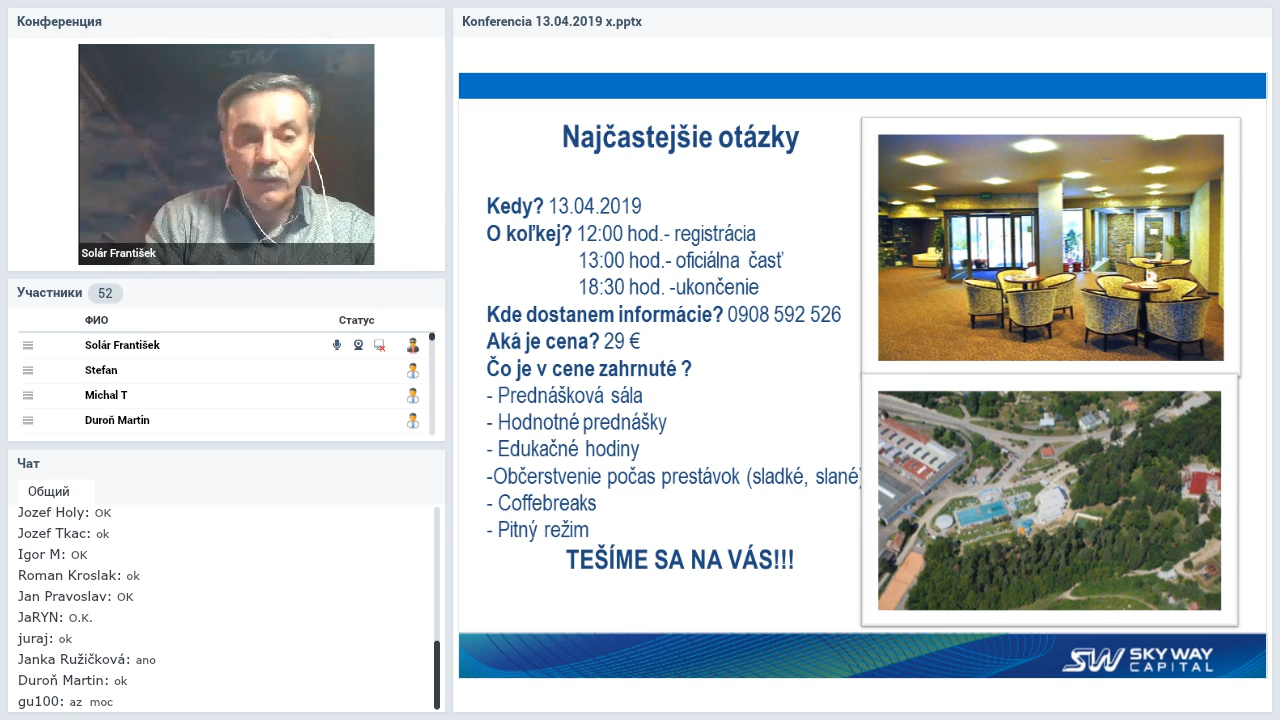 Конференция
SW
Solár František
Участники 52
ФИО Статус
Solár František
Stefan
Michal T
Duroň Martin
Чат
Общий
Jozef Holy: OK
Jozef Tkac: ok
Igor M: OK
Roman Kroslak: ok
Jan Pravoslav: OK
JaRYN: O.K.
juraj: ok
Janka Ružičková: ano
Duroň Martin: ok
gu100: az moc
Konferencia 13.04.2019 x.pptx
Najčastejšie otázky
Kedy? 13.04.2019
O koľkej? 12:00 hod.- registrácia
13:00 hod.- oficiálna časť
18:30 hod. -ukončenie
Kde dostanem informácie? 0908 592 526
Aká je cena? 29 €
Čo je v cene zahrnuté ?
- Prednášková sála
- Hodnotné prednášky
- Edukačné hodiny
-Občerstvenie počas prestávok (sladké, slané)
- Coffebreaks
- Pitný režim
TEŠÍME SA NA VÁS!!!
SW SKY WAY
CAPITAL